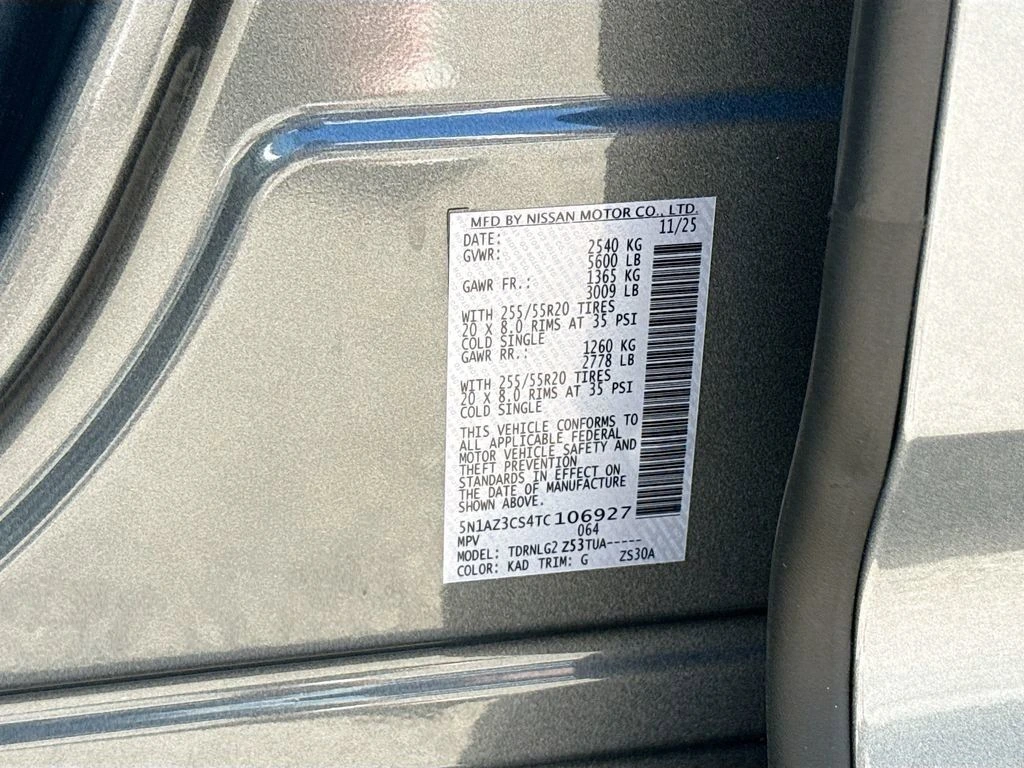 MFD BY NISSAN MOTOR CO., LTD.
DATE: 11/25
GVWR: 2540 KG
5600 LB
GAWR FR.: 1365 KG
3009 LB
WITH 255/55R20 TIRES
20 X 8.0 RIMS AT 35 PSI
COLD SINGLE
GAWR RR.: 1260 KG
2778 LB
WITH 255/55R20 TIRES
20 X 8.0 RIMS AT 35 PSI
COLD SINGLE
THIS VEHICLE CONFORMS TO
ALL APPLICABLE FEDERAL
MOTOR VEHICLE SAFETY AND
THEFT PREVENTION
STANDARDS IN EFFECT ON
THE DATE OF MANUFACTURE
SHOWN ABOVE.
5N1AZ3CS4TC106927
MPV 064
MODEL: TDRNLG2 Z53TUA-----
COLOR: KAD TRIM: G ZS30A